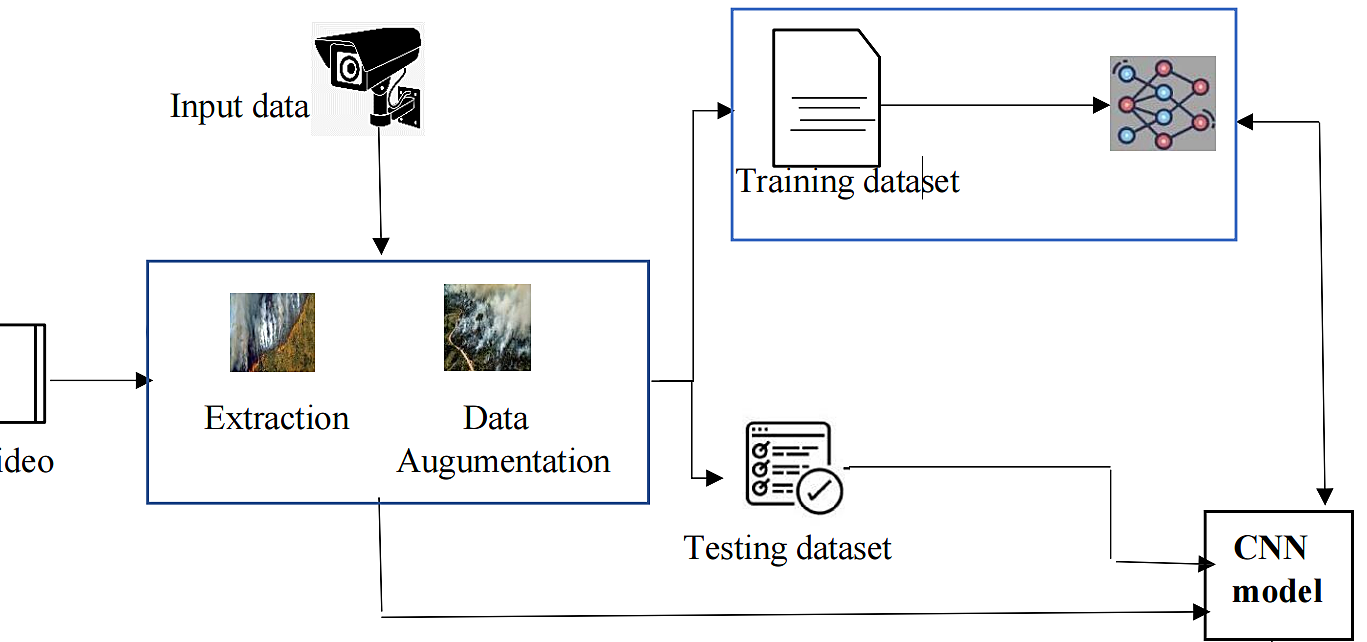 Input data
Training dataset
Extraction
Data
Augumentation
ideo
Testing dataset
CNN
model